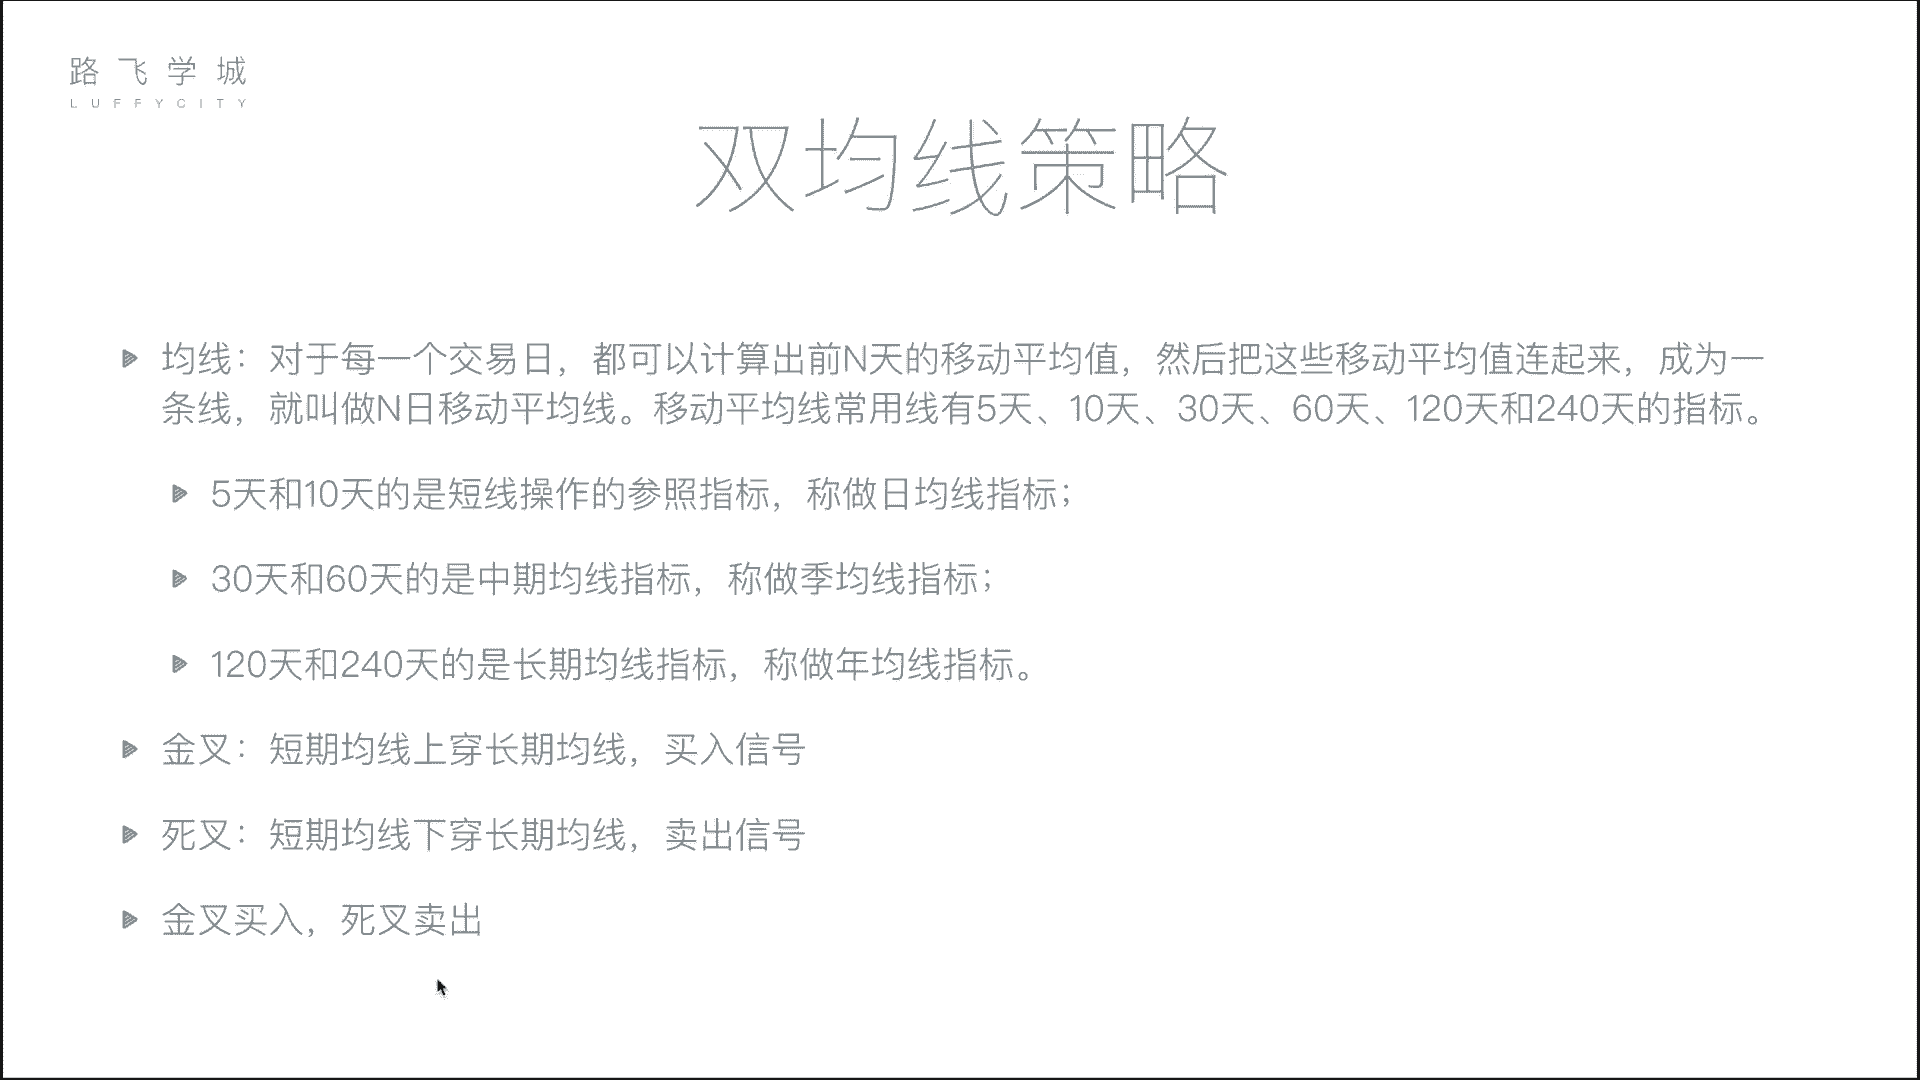 路飞学城
LUFFYCITY
双均线策略
均线：对于每一个交易日，都可以计算出前N天的移动平均值，然后把这些移动平均值连起来，成为一
条线，就叫做N日移动平均线。移动平均线常用线有5天、10天、30天、60天、120天和240天的指标。
5天和10天的是短线操作的参照指标，称做日均线指标；
30天和60天的是中期均线指标，称做季均线指标；
120天和240天的是长期均线指标，称做年均线指标。
金叉：短期均线上穿长期均线，买入信号
死叉：短期均线下穿长期均线，卖出信号
金叉买入，死叉卖出